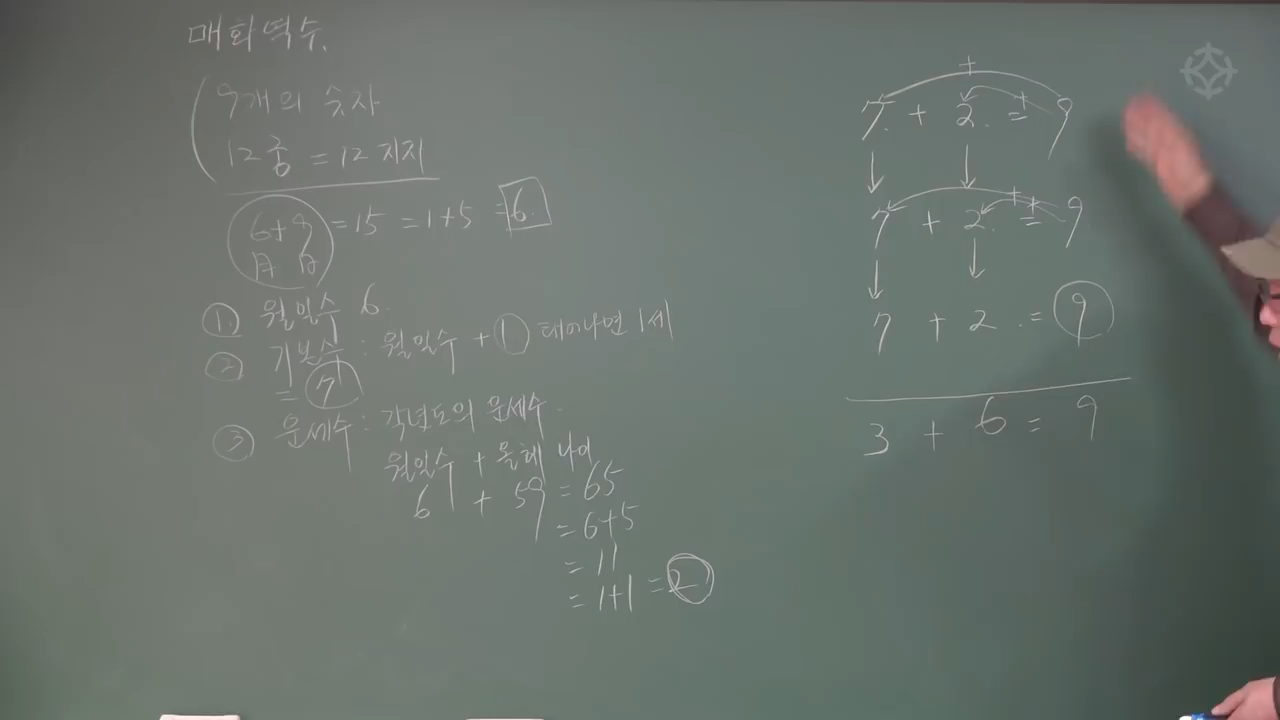 매화역수.
9개의 숫자
12궁 = 12 지지
6+9 = 15 = 1+5 = 6
월 일
① 월일수 6
② 기본수 : 월일수 + 1 태어나면 1세
= 7
③ 운세수 : 각년도의 운세수.
월일수 + 올해 나이
6 + 59 = 65
= 6+5
= 11
= 1+1 = 2
+
+
7. + 2. = 9
↓ ↓
+
+
7 + 2. = 9
↓ ↓
7 + 2 . = 9
3 + 6 = 9